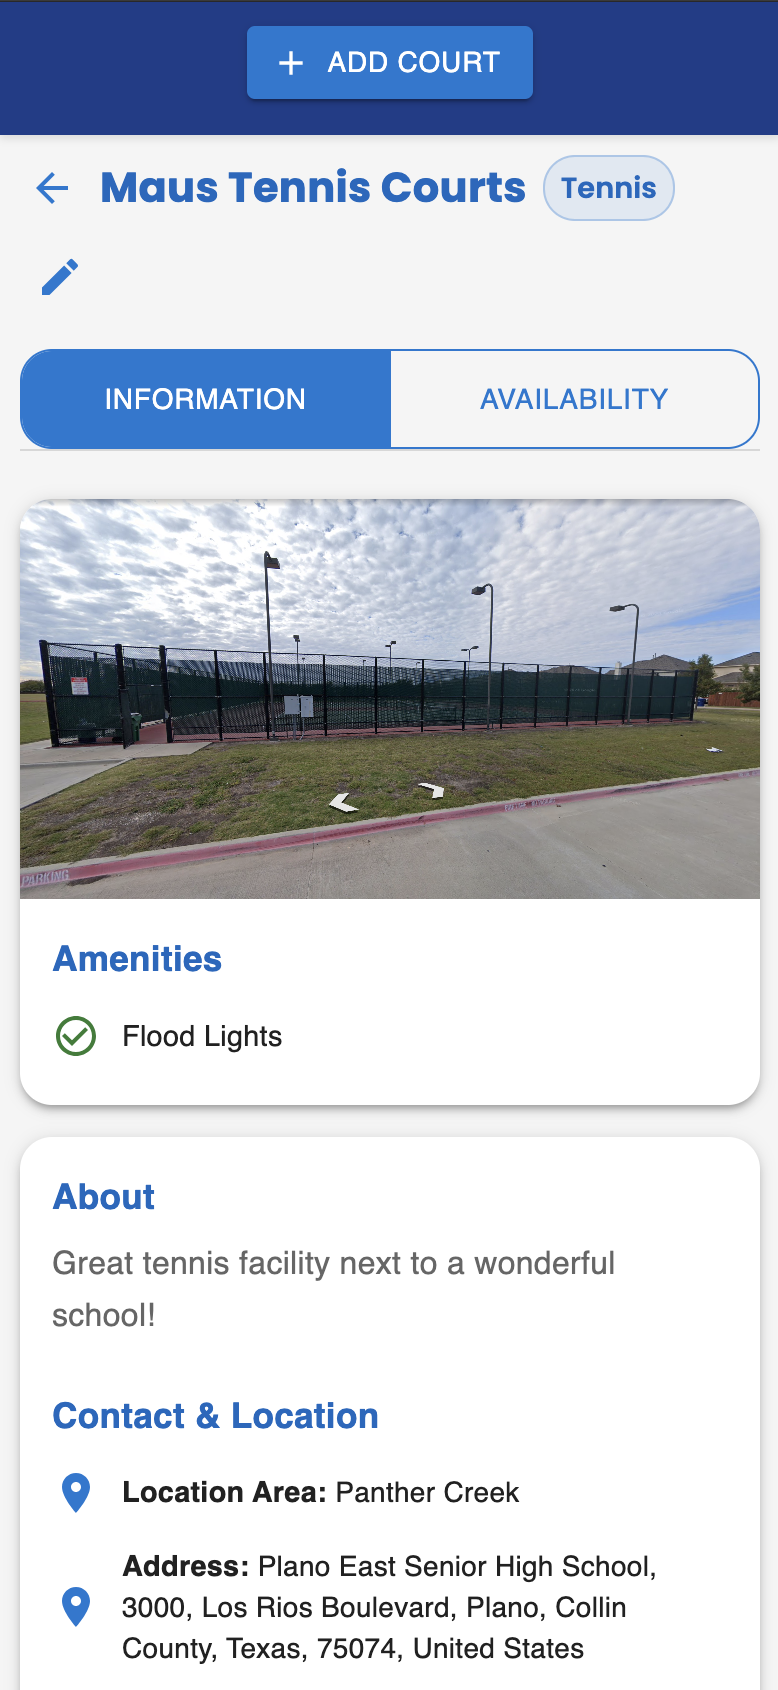 ADD COURT
Maus Tennis Courts
Tennis
INFORMATION
AVAILABILITY
PARKING
Amenities
Flood Lights
About
Great tennis facility next to a wonderful
school!
Contact & Location
Location Area: Panther Creek
Address: Plano East Senior High School,
3000, Los Rios Boulevard, Plano, Collin
County, Texas, 75074, United States